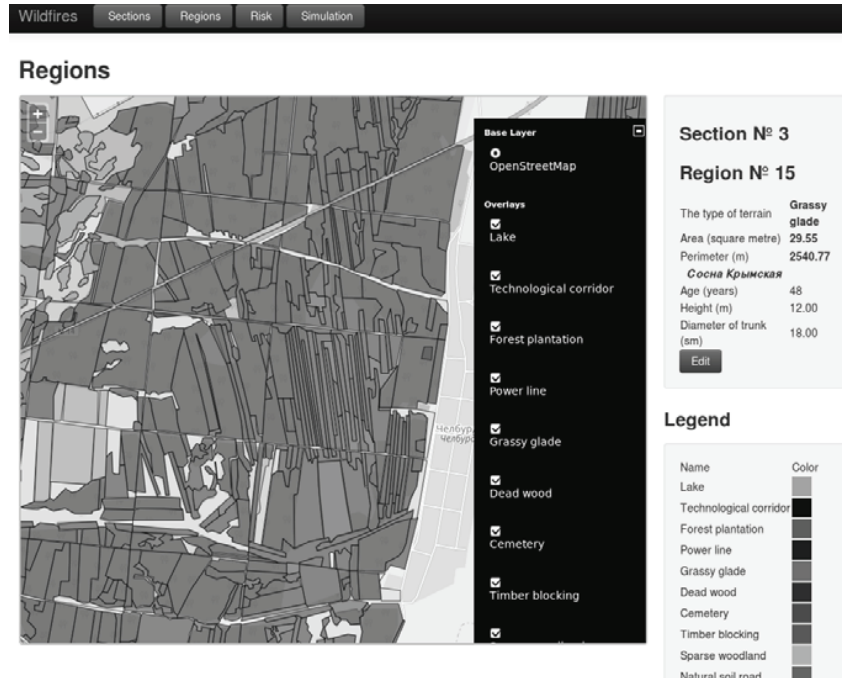 Wildfires Sections Regions Risk Simulation
Regions
+
−
Base Layer
OpenStreetMap
Overlays
Lake
Technological corridor
Forest plantation
Power line
Grassy glade
Dead wood
Cemetery
Timber blocking
Section № 3
Region № 15
The type of terrain Grassy
glade
Area (square metre) 29.55
Perimeter (m) 2540.77
Сосна Крымская
Age (years) 48
Height (m) 12.00
Diameter of trunk
(sm) 18.00
Edit
Legend
Name Color
Lake
Technological corridor
Forest plantation
Power line
Grassy glade
Dead wood
Cemetery
Timber blocking
Sparse woodland
Natural soil road